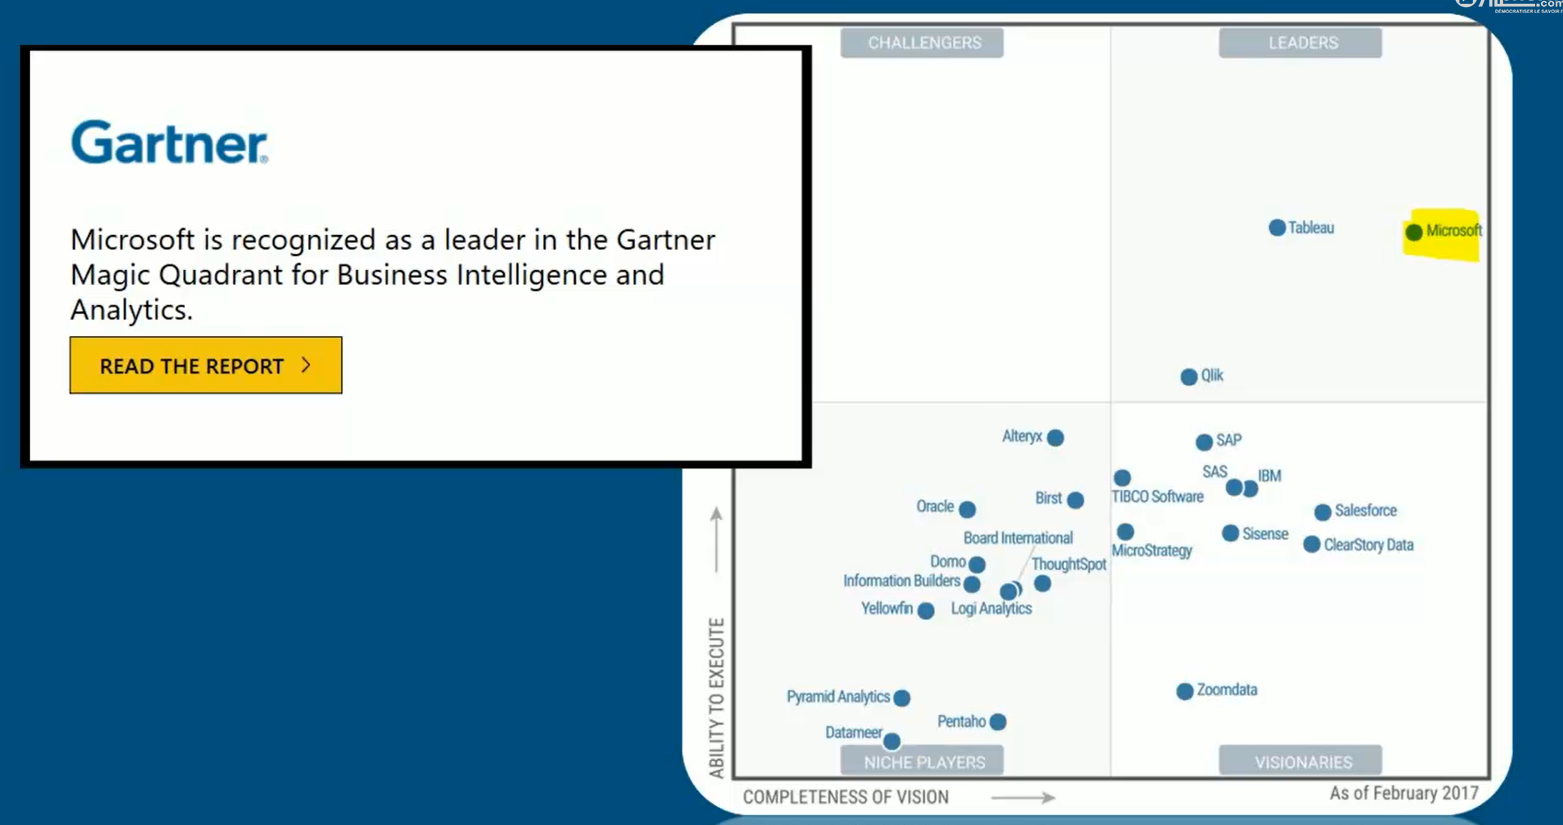 Gartner®
Microsoft is recognized as a leader in the Gartner
Magic Quadrant for Business Intelligence and
Analytics.
READ THE REPORT
CHALLENGERS
LEADERS
Tableau
Microsoft
Qlik
Alteryx
SAP
SAS
IBM
TIBCO Software
Birst
Oracle
Salesforce
Sisense
Board International
ClearStory Data
MicroStrategy
Domo
ThoughtSpot
Information Builders
Yellowfin
Logi Analytics
Pyramid Analytics
Zoomdata
Pentaho
Datameer
NICHE PLAYERS
VISIONARIES
ABILITY TO EXECUTE
COMPLETENESS OF VISION
As of February 2017